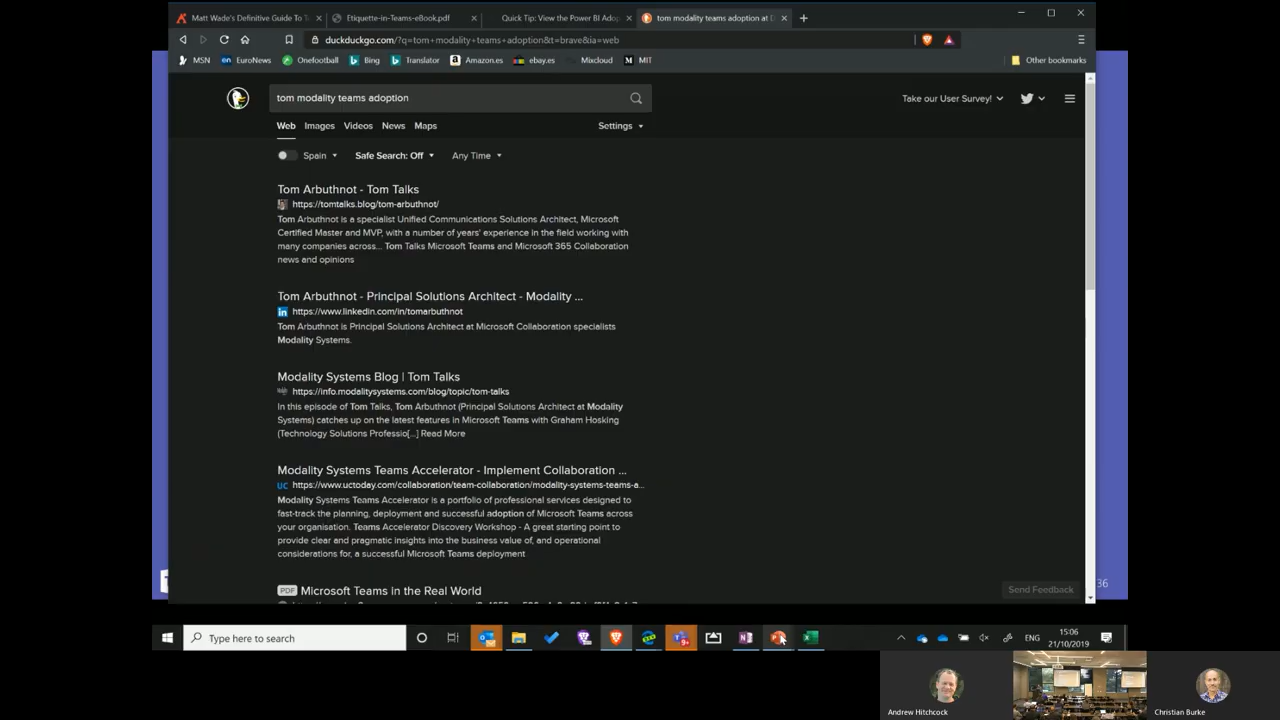 Matt Wade's Definitive Guide To T
Etiquette-in-Teams-eBook.pdf
Quick Tip: View the Power BI Adop
tom modality teams adoption at D
duckduckgo.com/?q=tom+modality+teams+adoption&t=brave&ia=web
MSN
EuroNews
Onefootball
Bing
Translator
Amazon.es
ebay.es
Mixcloud
MIT
Other bookmarks
tom modality teams adoption
Take our User Survey!
Web
Images
Videos
News
Maps
Settings
Spain
Safe Search: Off
Any Time
Tom Arbuthnot - Tom Talks
https://tomtalks.blog/tom-arbuthnot/
Tom Arbuthnot is a specialist Unified Communications Solutions Architect, Microsoft
Certified Master and MVP, with a number of years' experience in the field working with
many companies across... Tom Talks Microsoft Teams and Microsoft 365 Collaboration
news and opinions
Tom Arbuthnot - Principal Solutions Architect - Modality ...
https://www.linkedin.com/in/tomarbuthnot
Tom Arbuthnot is Principal Solutions Architect at Microsoft Collaboration specialists
Modality Systems.
Modality Systems Blog | Tom Talks
https://info.modalitysystems.com/blog/topic/tom-talks
In this episode of Tom Talks, Tom Arbuthnot (Principal Solutions Architect at Modality
Systems) catches up on the latest features in Microsoft Teams with Graham Hosking
(Technology Solutions Professio[...] Read More
Modality Systems Teams Accelerator - Implement Collaboration ...
UC https://www.uctoday.com/collaboration/team-collaboration/modality-systems-teams-a...
Modality Systems Teams Accelerator is a portfolio of professional services designed to
fast-track the planning, deployment and successful adoption of Microsoft Teams across
your organisation. Teams Accelerator Discovery Workshop - A great starting point to
provide clear and pragmatic insights into the business value of, and operational
considerations for, a successful Microsoft Teams deployment
PDF Microsoft Teams in the Real World
Send Feedback
36
Type here to search
ENG
15:06
21/10/2019
Andrew Hitchcock
Christian Burke